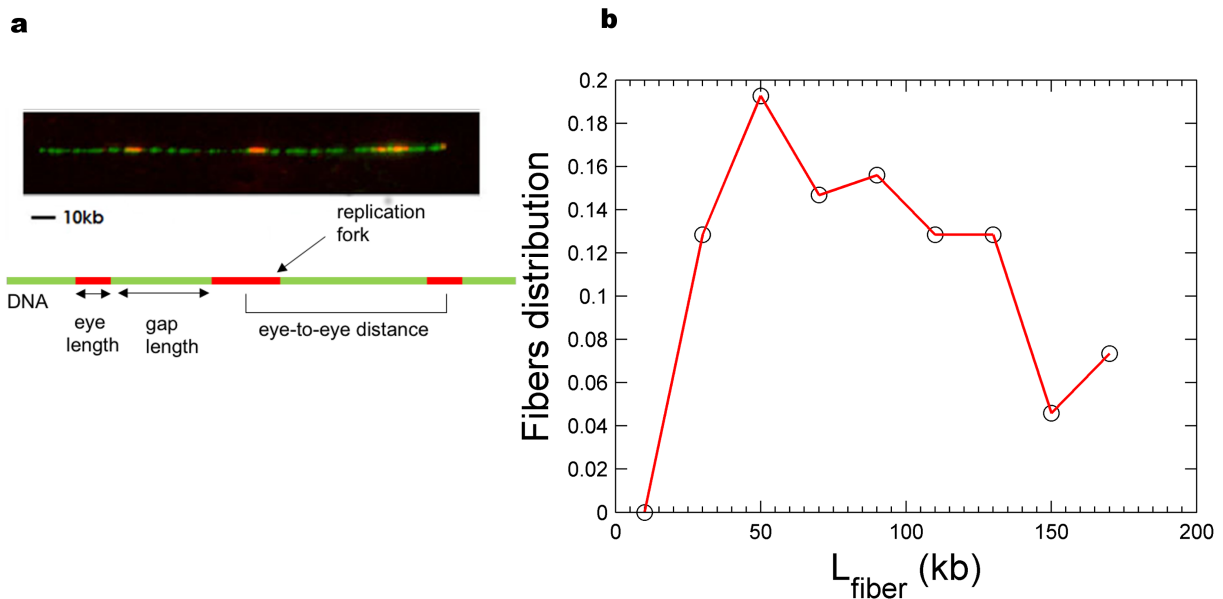 a
10kb
replication
fork
DNA
eye
length
gap
length
eye-to-eye distance
b
Fibers distribution
0.2
0.18
0.16
0.14
0.12
0.1
0.08
0.06
0.04
0.02
0
0 50 100 150 200
Lfiber (kb)